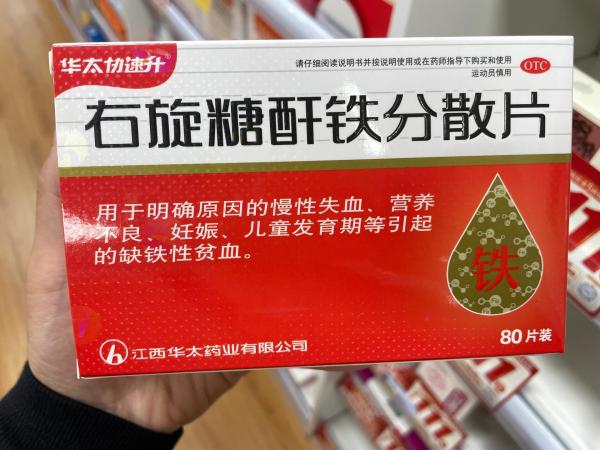 华太协速升
请仔细阅读说明书并按说明使用或在药师指导下购买和使用
运动员慎用
OTC
右旋糖酐铁分散片
用于明确原因的慢性失血、营养
不良、妊娠、儿童发育期等引起
的缺铁性贫血。
铁
江西华太药业有限公司
80片装